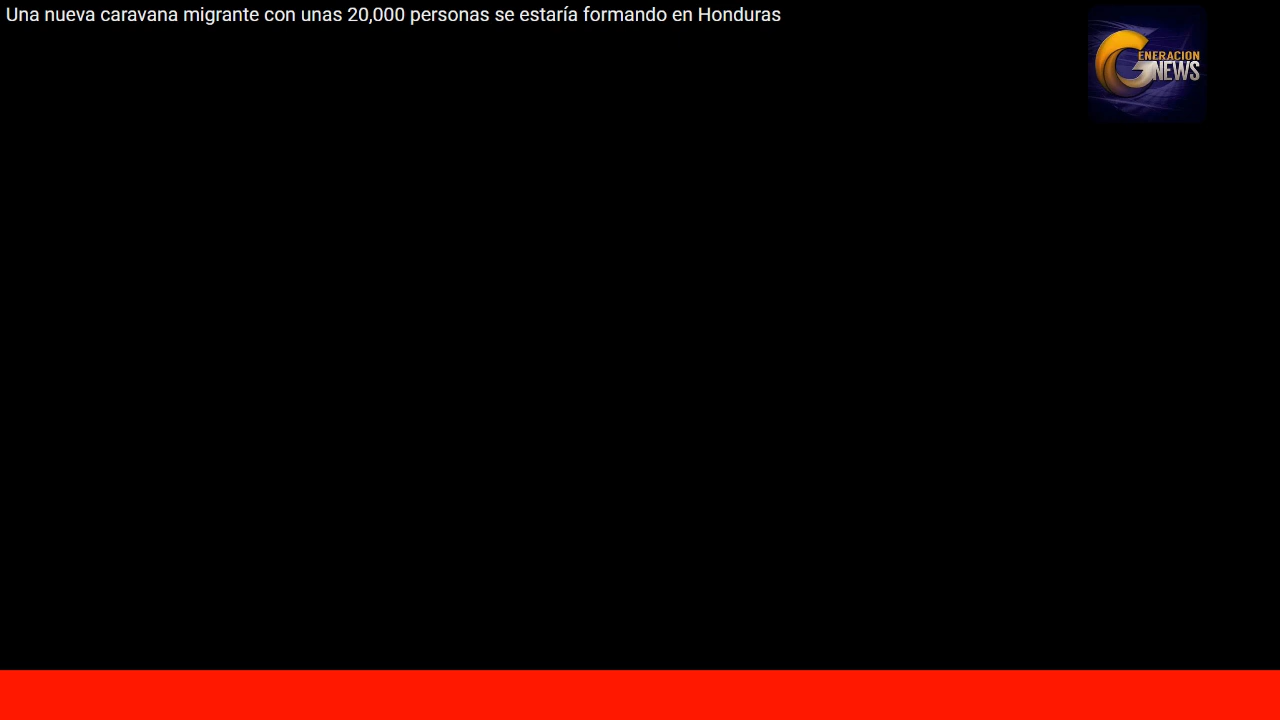 Una nueva caravana migrante con unas 20,000 personas se estaría formando en Honduras
GENERACION
NEWS